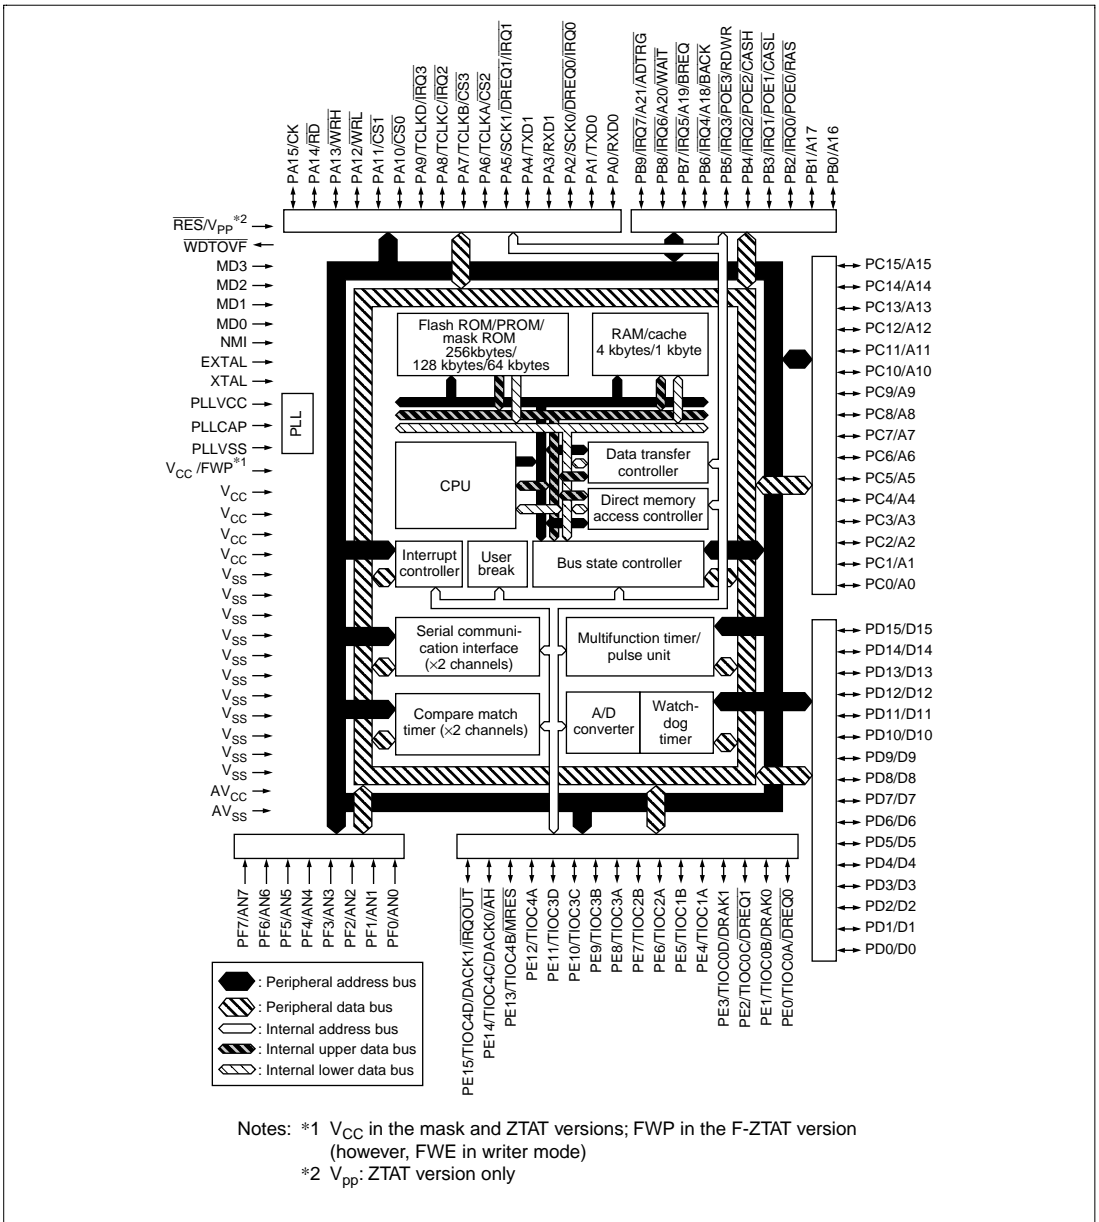 PA15/CK
PA14/RD
PA13/WRH
PA12/WRL
PA11/CS1
PA10/CS0
PA9/TCLKD/IRQ3
PA8/TCLKC/IRQ2
PA7/TCLKB/CS3
PA6/TCLKA/CS2
PA5/SCK1/DREQ1/IRQ1
PA4/TXD1
PA3/RXD1
PA2/SCK0/DREQ0/IRQ0
PA1/TXD0
PA0/RXD0
PB9/IRQ7/A21/ADTRG
PB8/IRQ6/A20/WAIT
PB7/IRQ5/A19/BREQ
PB6/IRQ4/A18/BACK
PB5/IRQ3/POE3/RDWR
PB4/IRQ2/POE2/CASH
PB3/IRQ1/POE1/CASL
PB2/IRQ0/POE0/RAS
PB1/A17
PB0/A16
RES/VPP*2
WDTOVF
MD3
MD2
MD1
MD0
NMI
EXTAL
XTAL
PLLVCC
PLLCAP
PLLVSS
VCC /FWP*1
VCC
VCC
VCC
VCC
VSS
VSS
VSS
VSS
VSS
VSS
VSS
VSS
VSS
VSS
VSS
AVCC
AVSS
PLL
Flash ROM/PROM/
mask ROM
256kbytes/
128 kbytes/64 kbytes
RAM/cache
4 kbytes/1 kbyte
CPU
Data transfer
controller
Direct memory
access controller
Interrupt
controller
User
break
Bus state controller
Serial communi-
cation interface
(×2 channels)
Multifunction timer/
pulse unit
Compare match
timer (×2 channels)
A/D
converter
Watch-
dog
timer
PC15/A15
PC14/A14
PC13/A13
PC12/A12
PC11/A11
PC10/A10
PC9/A9
PC8/A8
PC7/A7
PC6/A6
PC5/A5
PC4/A4
PC3/A3
PC2/A2
PC1/A1
PC0/A0
PD15/D15
PD14/D14
PD13/D13
PD12/D12
PD11/D11
PD10/D10
PD9/D9
PD8/D8
PD7/D7
PD6/D6
PD5/D5
PD4/D4
PD3/D3
PD2/D2
PD1/D1
PD0/D0
PF7/AN7
PF6/AN6
PF5/AN5
PF4/AN4
PF3/AN3
PF2/AN2
PF1/AN1
PF0/AN0
PE15/TIOC4D/DACK1/IRQOUT
PE14/TIOC4C/DACK0/AH
PE13/TIOC4B/MRES
PE12/TIOC4A
PE11/TIOC3D
PE10/TIOC3C
PE9/TIOC3B
PE8/TIOC3A
PE7/TIOC2B
PE6/TIOC2A
PE5/TIOC1B
PE4/TIOC1A
PE3/TIOC0D/DRAK1
PE2/TIOC0C/DREQ1
PE1/TIOC0B/DRAK0
PE0/TIOC0A/DREQ0
: Peripheral address bus
: Peripheral data bus
: Internal address bus
: Internal upper data bus
: Internal lower data bus
Notes: *1 VCC in the mask and ZTAT versions; FWP in the F-ZTAT version
(however, FWE in writer mode)
*2 Vpp: ZTAT version only